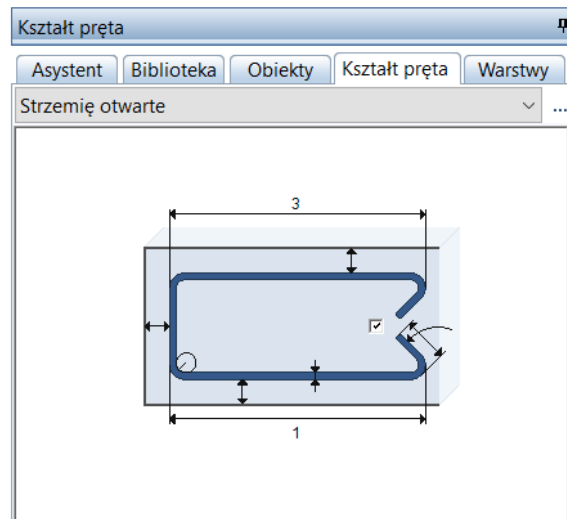 Kształt pręta
Asystent Biblioteka Obiekty Kształt pręta Warstwy
Strzemię otwarte ...
3
1